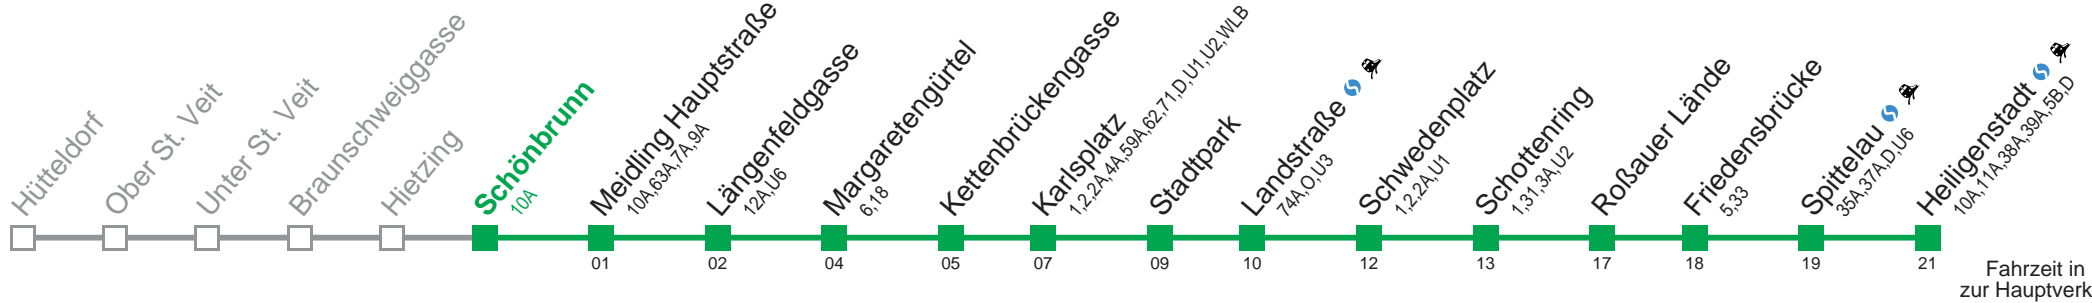 Hütteldorf
Ober St. Veit
Unter St. Veit
Braunschweiggasse
Hietzing
Schönbrunn
10A
Meidling Hauptstraße
10A,63A,7A,9A
Längenfeldgasse
12A,U6
Margaretengürtel
6,18
Kettenbrückengasse
Karlsplatz
1,2,2A,4A,59A,62,71,D,U1,U2,WLB
Stadtpark
Landstraße
74A,O,U3
Schwedenplatz
1,2,2A,U1
Schottenring
1,31,3A,U2
Roßauer Lände
Friedensbrücke
5,33
Spittelau
35A,37A,D,U6
Heiligenstadt
10A,11A,38A,39A,5B,D
01
02
04
05
07
09
10
12
13
17
18
19
21
Fahrzeit in
zur Hauptverk